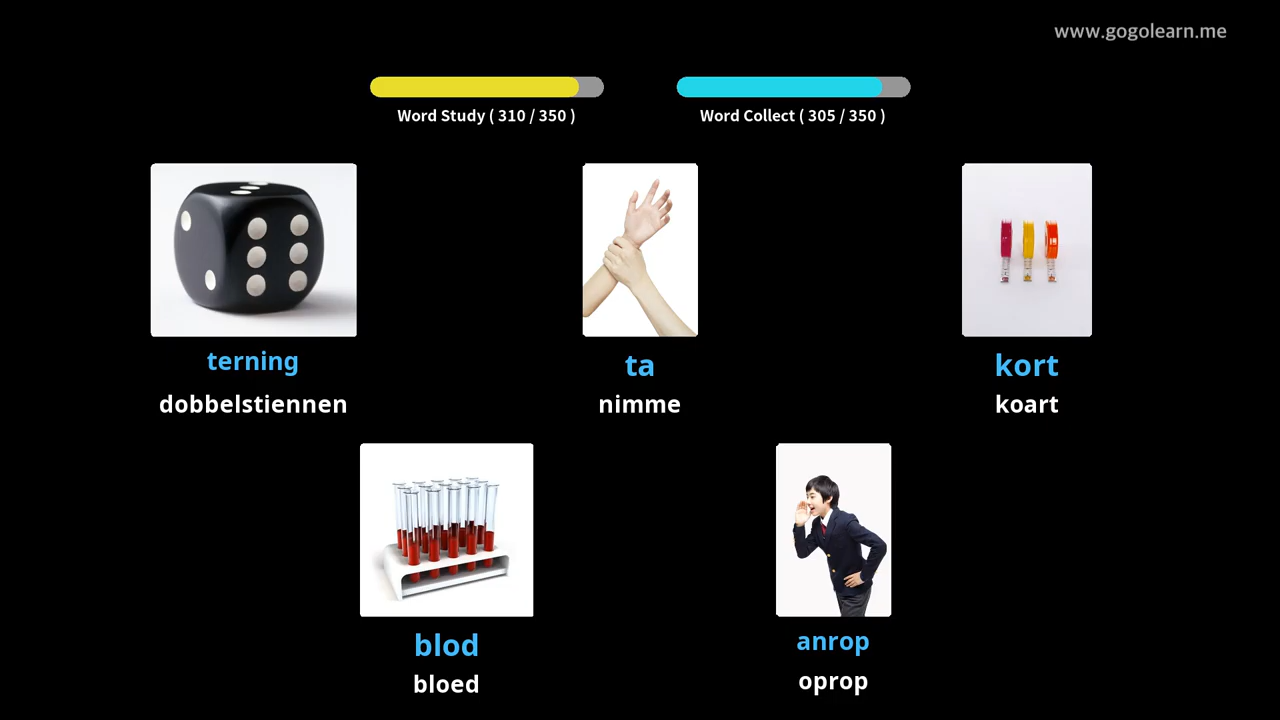 www.gogolearn.me
Word Study ( 310 / 350 )
Word Collect ( 305 / 350 )
terning
dobbelstiennen
ta
nimme
kort
koart
blod
bloed
anrop
oprop